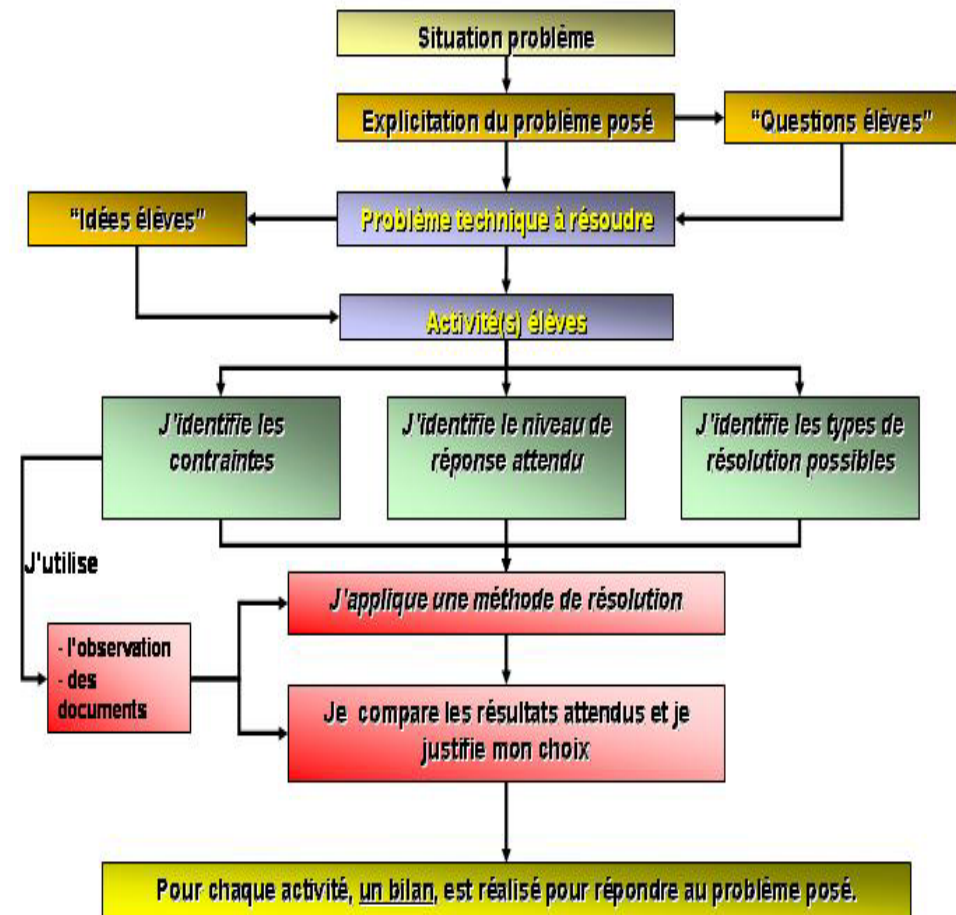 Situation problème
Explicitation du problème posé
"Questions élèves"
"Idées élèves"
Problème technique à résoudre
Activité(s) élèves
J'identifie les
contraintes
J'identifie le niveau de
réponse attendu
J'identifie les types de
résolution possibles
J'utilise
- l'observation
- des
documents
J'applique une méthode de résolution
Je compare les résultats attendus et je
justifie mon choix
Pour chaque activité, un bilan, est réalisé pour répondre au problème posé.